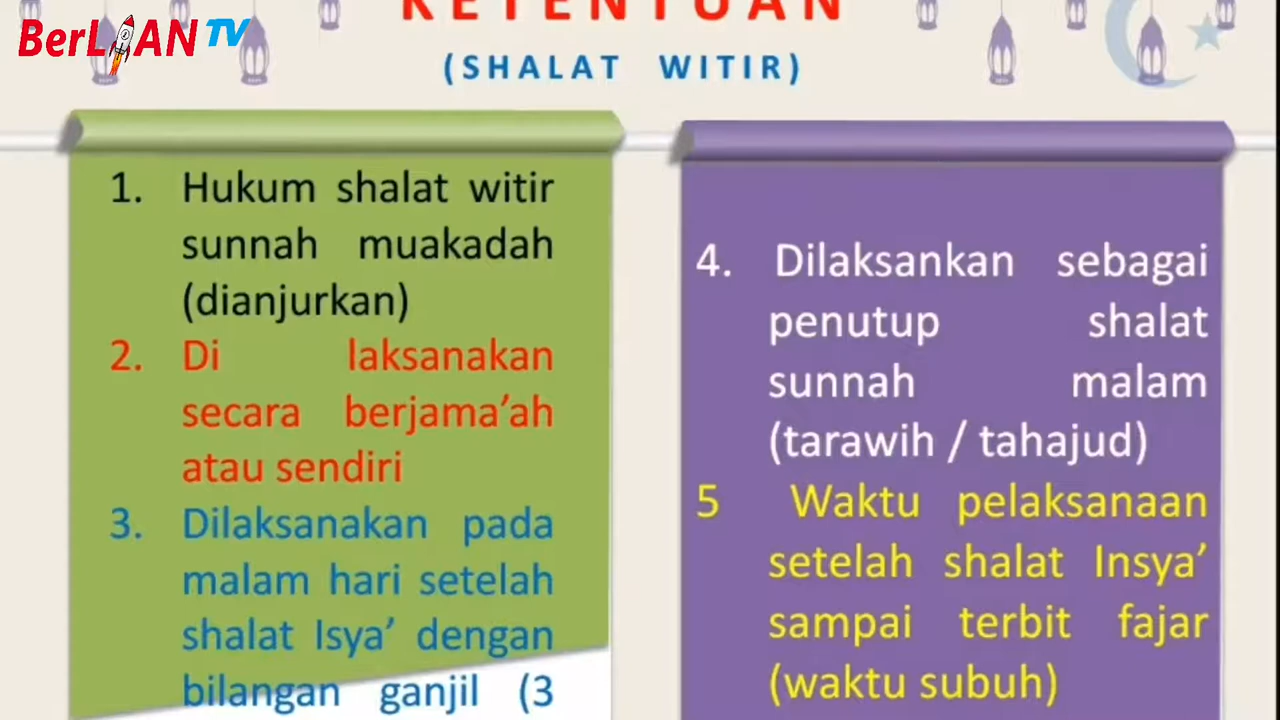 BerLIAN TV
KETENTUAN
(SHALAT WITIR)
1. Hukum shalat witir
sunnah muakadah
(dianjurkan)
2. Di laksanakan
secara berjama’ah
atau sendiri
3. Dilaksanakan pada
malam hari setelah
shalat Isya’ dengan
bilangan ganjil (3
4. Dilaksankan sebagai
penutup shalat
sunnah malam
(tarawih / tahajud)
5 Waktu pelaksanaan
setelah shalat Insya’
sampai terbit fajar
(waktu subuh)